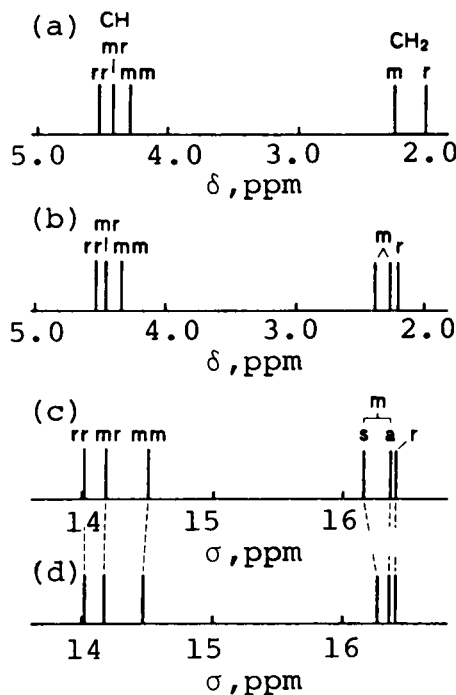 (a) CH
mr
rr mm
CH₂
m r
5.0 4.0 3.0 2.0
δ,ppm
(b)
mr
rr mm
m r
5.0 4.0 3.0 2.0
δ,ppm
(c)
m
rr mr mm s a r
14 15 16
σ,ppm
(d)
14 15 16
σ,ppm